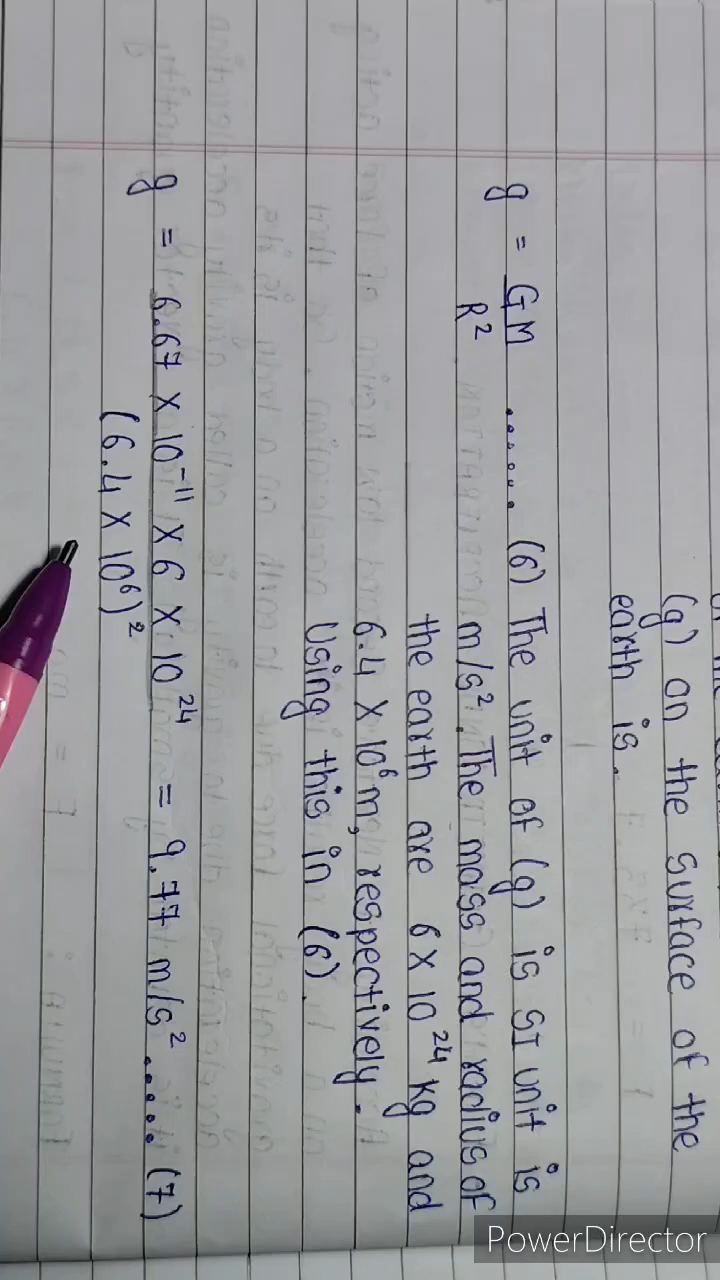 (g) on the surface of the
earth is.
g = GM / R² ...... (6) The unit of (g) is SI unit is
m/s². The mass and radius of
the earth are 6 × 10²⁴ kg and
6.4 × 10⁶ m, respectively.
Using this in (6).
g = 6.67 × 10⁻¹¹ × 6 × 10²⁴ / (6.4 × 10⁶)² = 9.77 m/s² ..... (7)
PowerDirector